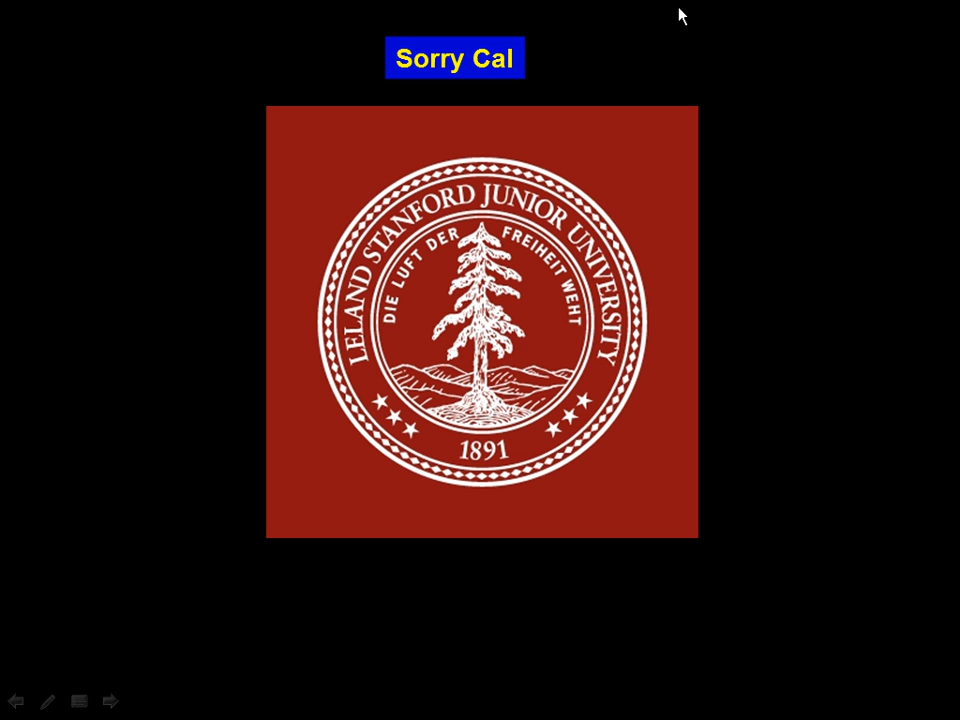 Sorry Cal
LELAND STANFORD JUNIOR UNIVERSITY
DIE LUFT DER FREIHEIT WEHT
1891